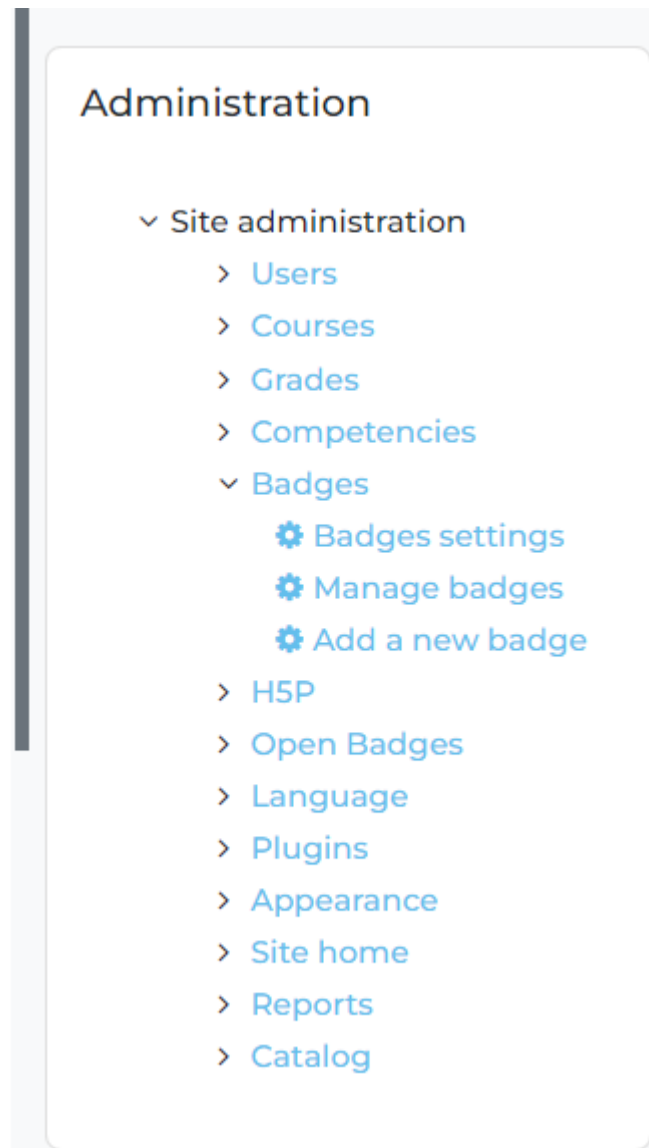 Administration
Site administration
Users
Courses
Grades
Competencies
Badges
Badges settings
Manage badges
Add a new badge
H5P
Open Badges
Language
Plugins
Appearance
Site home
Reports
Catalog